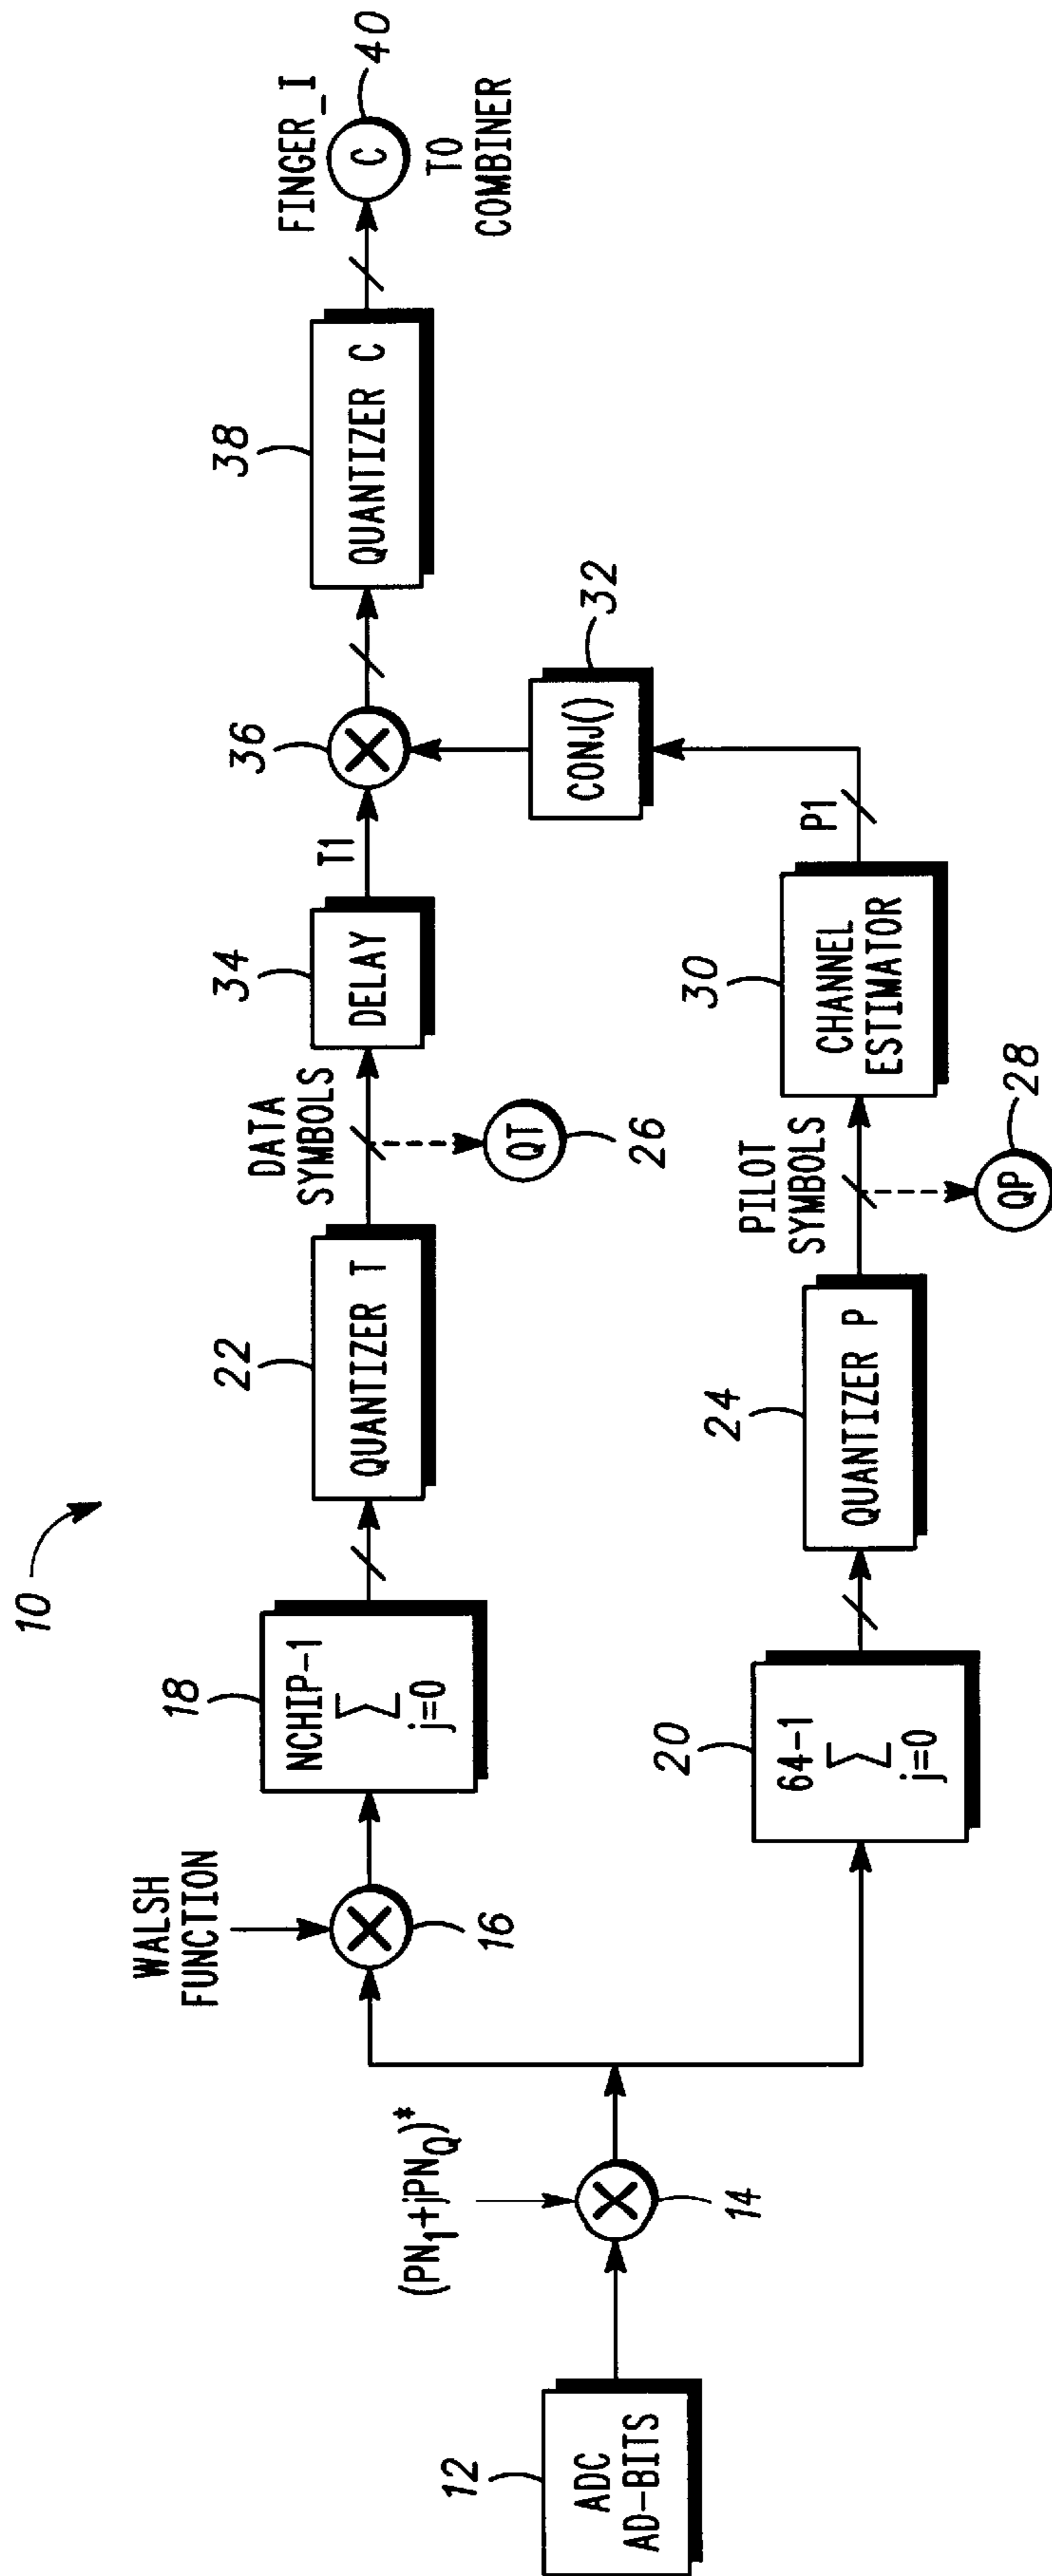 10
12
ADC
AD-BITS
(PN1+jPNQ)*
14
WALSH
FUNCTION
16
18
NCHIP-1
∑
j=0
22
QUANTIZER T
DATA
SYMBOLS
QT
26
34
DELAY
T1
36
38
QUANTIZER C
FINGER_I
C
40
TO
COMBINER
20
64-1
∑
j=0
24
QUANTIZER P
PILOT
SYMBOLS
QP
28
30
CHANNEL
ESTIMATOR
P1
CONJ()
32